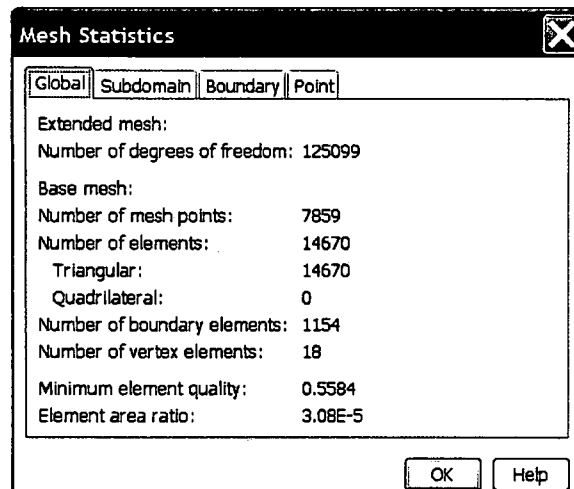 Mesh Statistics
Global Subdomain Boundary Point
Extended mesh:
Number of degrees of freedom: 125099
Base mesh:
Number of mesh points: 7859
Number of elements: 14670
Triangular: 14670
Quadrilateral: 0
Number of boundary elements: 1154
Number of vertex elements: 18
Minimum element quality: 0.5584
Element area ratio: 3.08E-5
OK Help